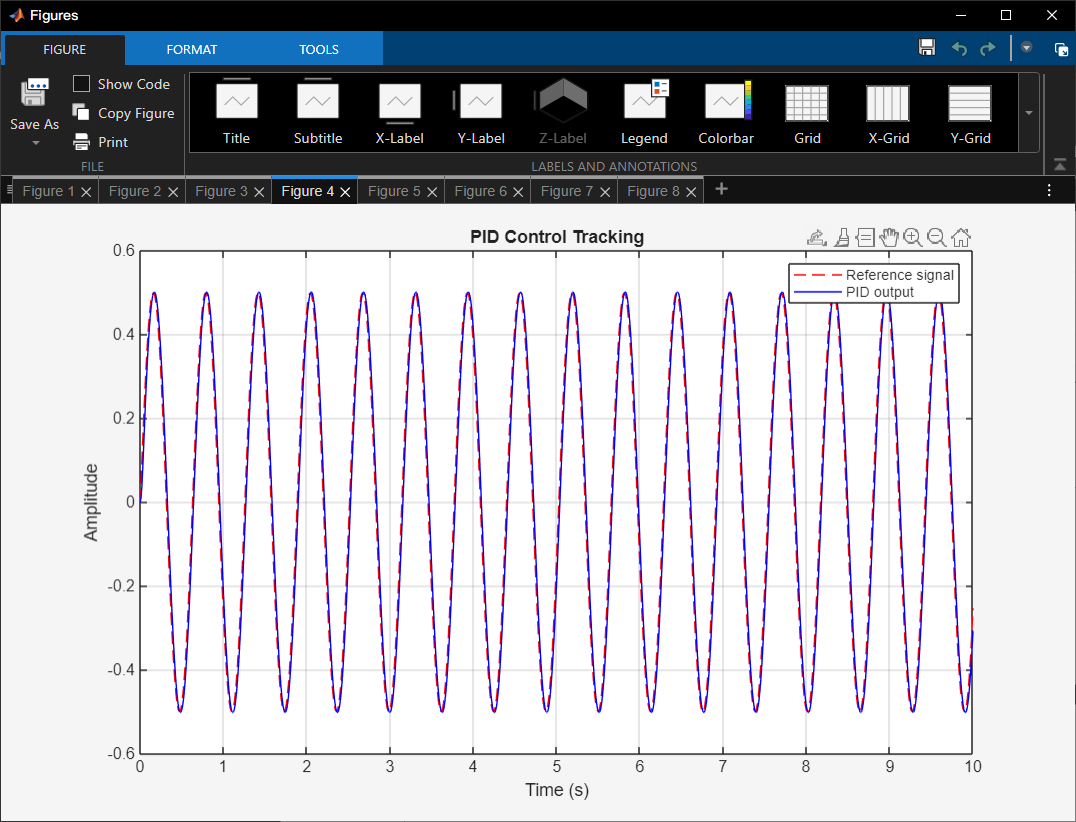 Figures
FIGURE FORMAT TOOLS
Save As
Show Code
Copy Figure
Print
FILE
Title Subtitle X-Label Y-Label Z-Label Legend Colorbar Grid X-Grid Y-Grid
LABELS AND ANNOTATIONS
Figure 1 Figure 2 Figure 3 Figure 4 Figure 5 Figure 6 Figure 7 Figure 8
PID Control Tracking
Reference signal
PID output
Amplitude
0.6
0.4
0.2
0
-0.2
-0.4
-0.6
0 1 2 3 4 5 6 7 8 9 10
Time (s)